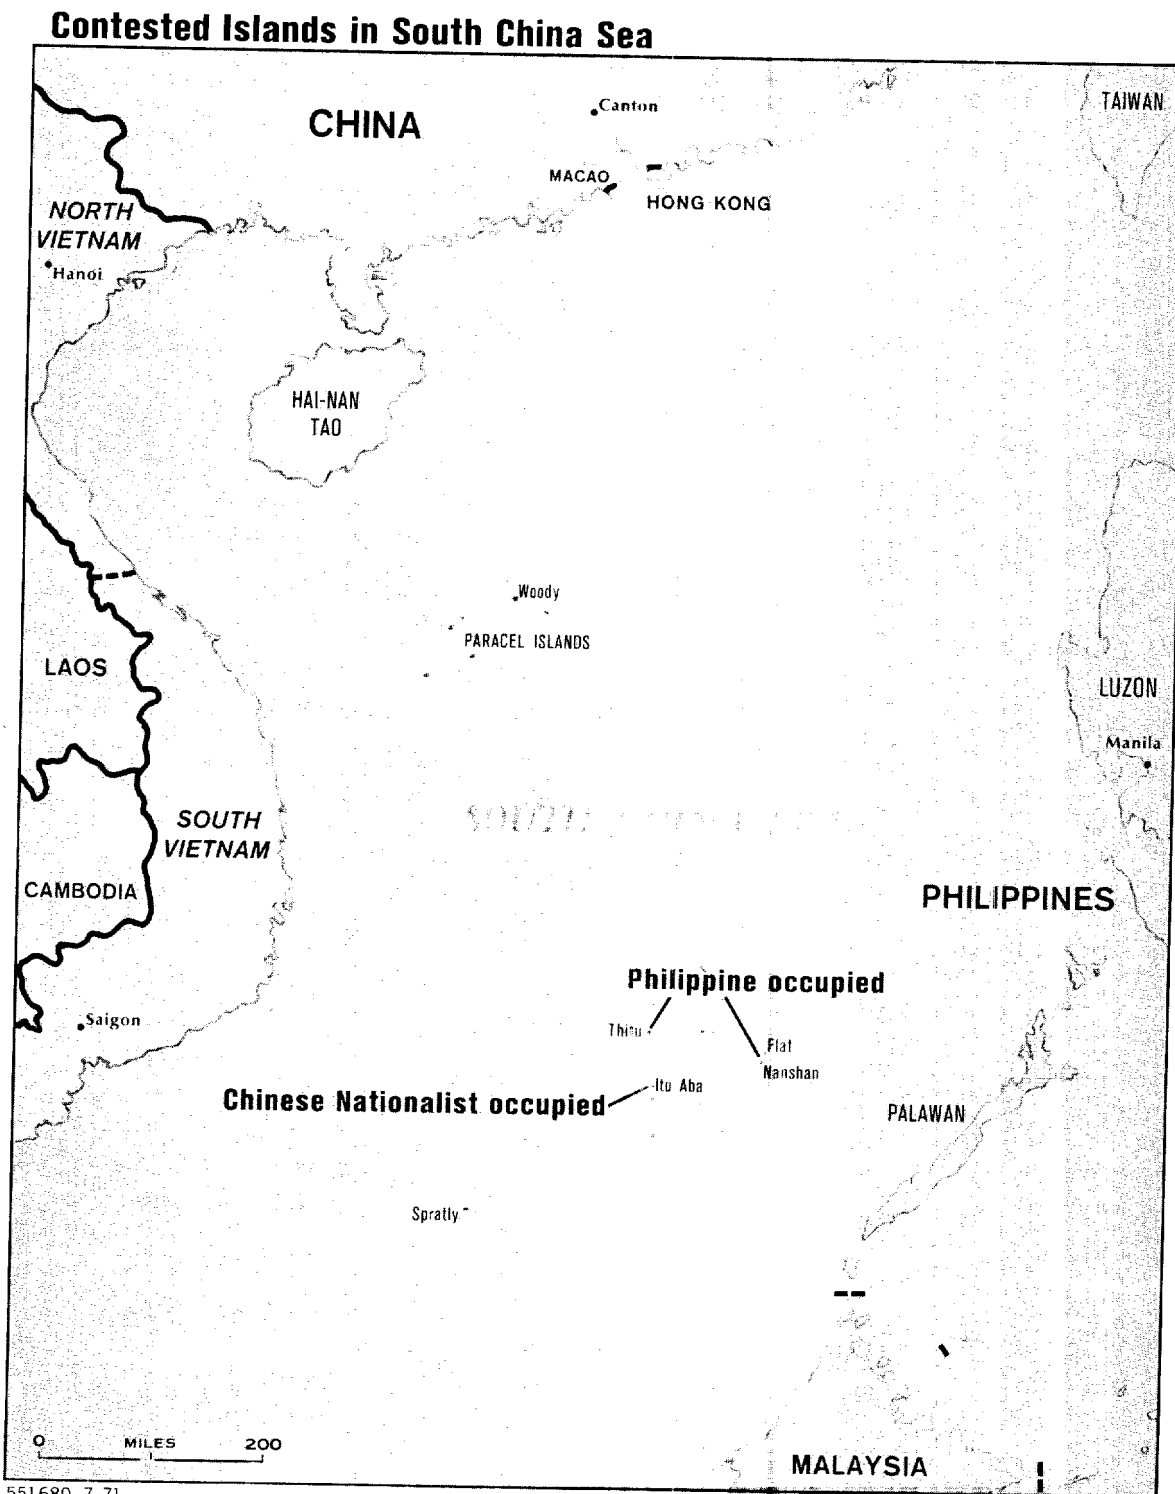 Contested Islands in South China Sea
CHINA
Canton
TAIWAN
MACAO
HONG KONG
NORTH
VIETNAM
Hanoi
HAI-NAN
TAO
Woody
PARACEL ISLANDS
LAOS
LUZON
Manila
SOUTH
VIETNAM
SOUTH
CAMBODIA
PHILIPPINES
Philippine occupied
Saigon
Flat
Nanshan
Itu Aba
Chinese Nationalist occupied
PALAWAN
Spratly
0 MILES 200
MALAYSIA
551680 7-71